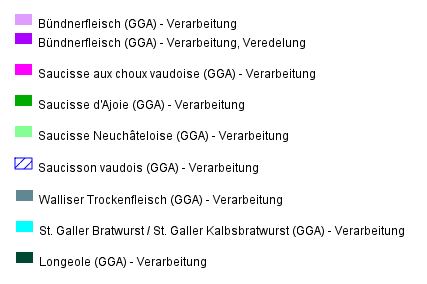 Bündnerfleisch (GGA) - Verarbeitung
Bündnerfleisch (GGA) - Verarbeitung, Veredelung
Saucisse aux choux vaudoise (GGA) - Verarbeitung
Saucisse d'Ajoie (GGA) - Verarbeitung
Saucisse Neuchâteloise (GGA) - Verarbeitung
Saucisson vaudois (GGA) - Verarbeitung
Walliser Trockenfleisch (GGA) - Verarbeitung
St. Galler Bratwurst / St. Galler Kalbsbratwurst (GGA) - Verarbeitung
Longeole (GGA) - Verarbeitung